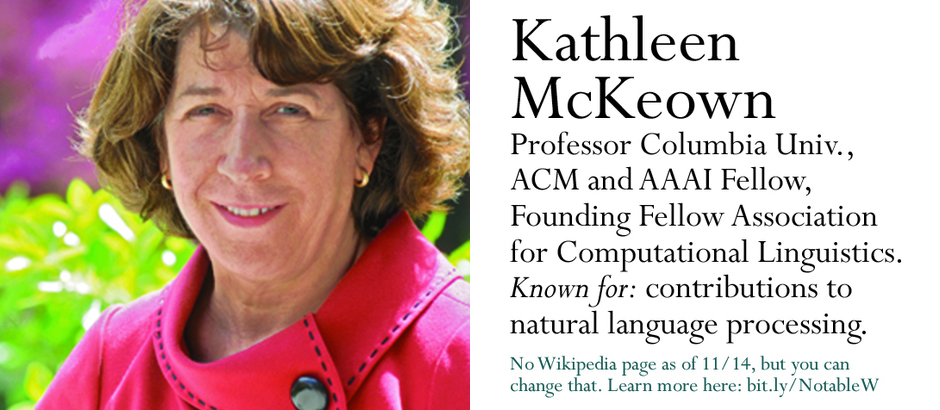 Kathleen
McKeown
Professor Columbia Univ.,
ACM and AAAI Fellow,
Founding Fellow Association
for Computational Linguistics.
Known for: contributions to
natural language processing.
No Wikipedia page as of 11/14, but you can
change that. Learn more here: bit.ly/NotableW